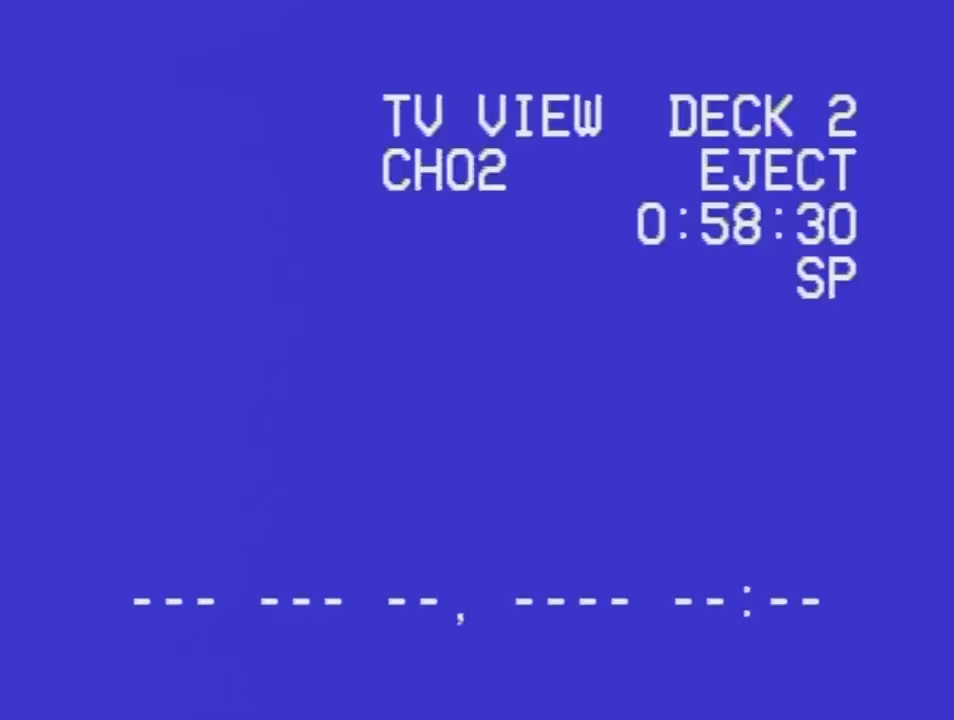 TV VIEW DECK 2
CH02 EJECT
0:58:30
SP
--- --- --, ---- --:--